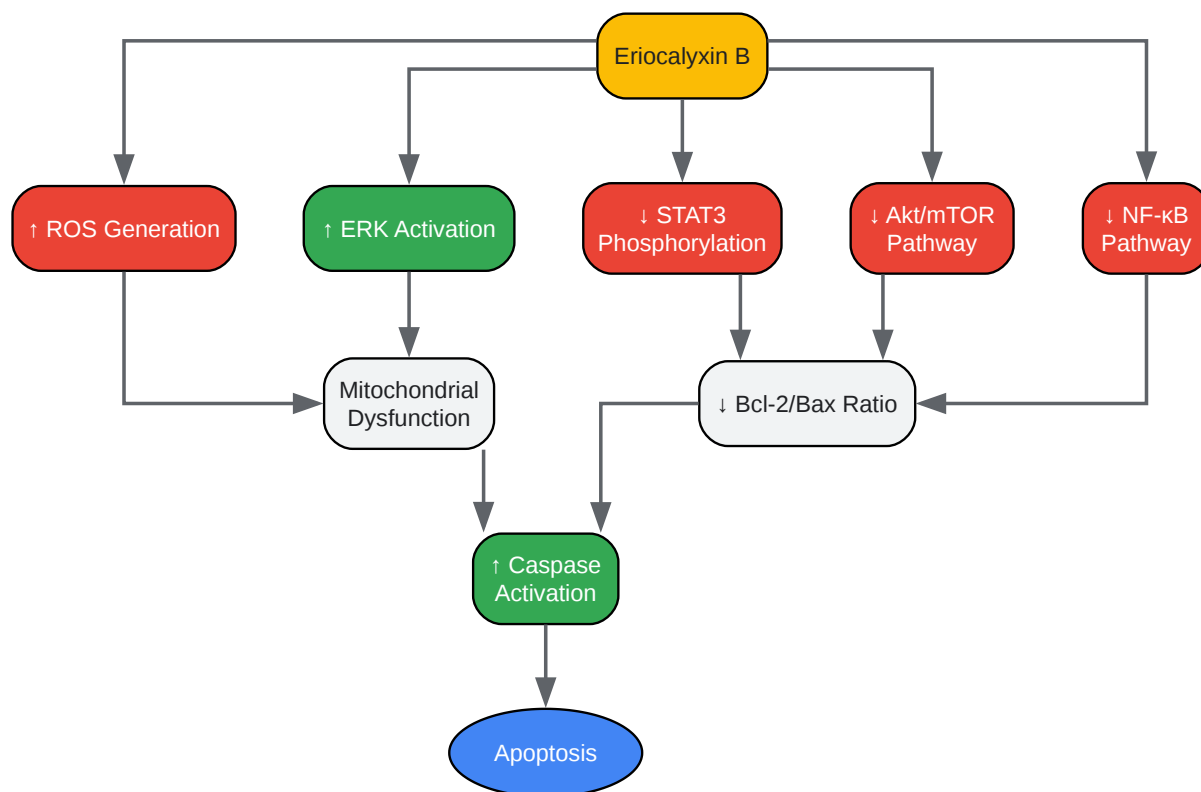 Eriocalyxin B
↑ ROS Generation
↑ ERK Activation
↓ STAT3
Phosphorylation
↓ Akt/mTOR
Pathway
↓ NF-κB
Pathway
Mitochondrial
Dysfunction
↓ Bcl-2/Bax Ratio
↑ Caspase
Activation
Apoptosis